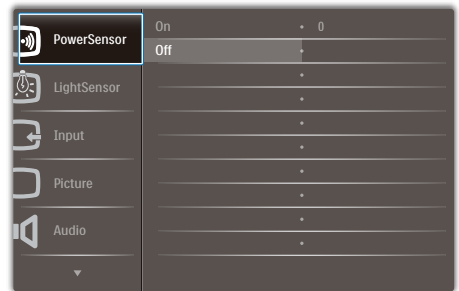 PowerSensor
On • 0
Off •
LightSensor
Input
Picture
Audio